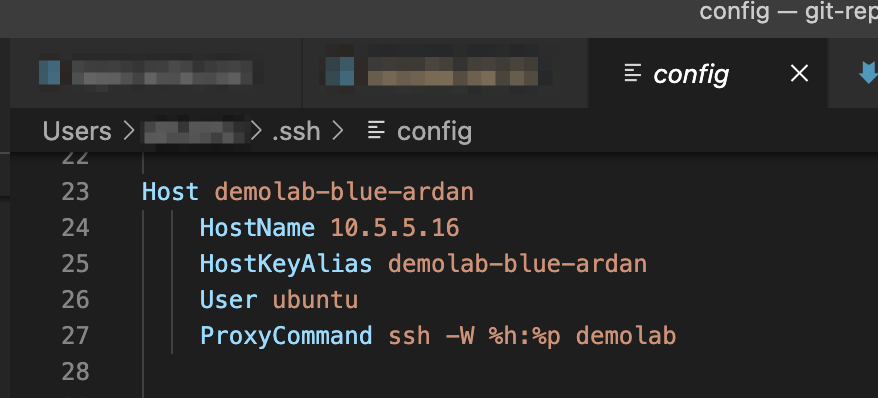 config — git-rep
config
Users > .ssh > config
22
23 Host demolab-blue-ardan
24 HostName 10.5.5.16
25 HostKeyAlias demolab-blue-ardan
26 User ubuntu
27 ProxyCommand ssh -W %h:%p demolab
28